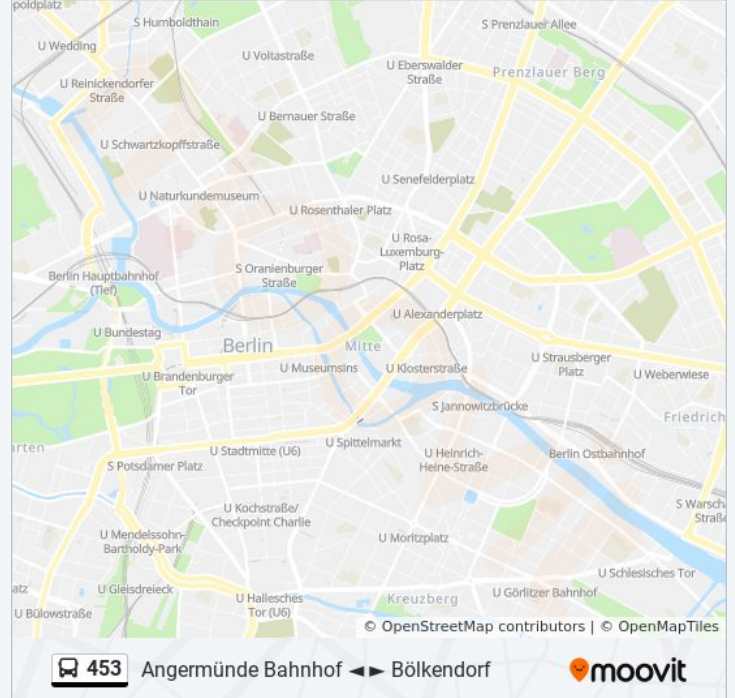 poldplatz
S Humboldthain
S Prenzlauer Allee
U Wedding
U Voltastraße
U Eberswalder
Straße
Prenzlauer Berg
U Reinickendorfer
Straße
U Bernauer Straße
U Schwartzkopffstraße
U Senefelderplatz
U Naturkundemuseum
U Rosenthaler Platz
U Rosa-
Luxemburg-
Platz
S Oranienburger
Straße
Berlin Hauptbahnhof
(Tief)
U Alexanderplatz
U Bundestag
Berlin
Mitte
U Strausberger
Platz
U Museumsins
U Klosterstraße
U Weberwiese
U Brandenburger
Tor
S Jannowitzbrücke
Friedrich
U Spittelmarkt
arten
U Stadtmitte (U6)
U Heinrich-
Heine-Straße
Berlin Ostbahnhof
S Potsdamer Platz
S Warsch
Straße
U Kochstraße/
Checkpoint Charlie
U Mendelssohn-
Bartholdy-Park
U Moritzplatz
U Schlesisches Tor
atz
U Gleisdreieck
U Görlitzer Bahnhof
U Hallesches
Tor (U6)
Kreuzberg
U Bülowstraße
© OpenStreetMap contributors | © OpenMapTiles
453 Angermünde Bahnhof ◄ ► Bölkendorf
moovit